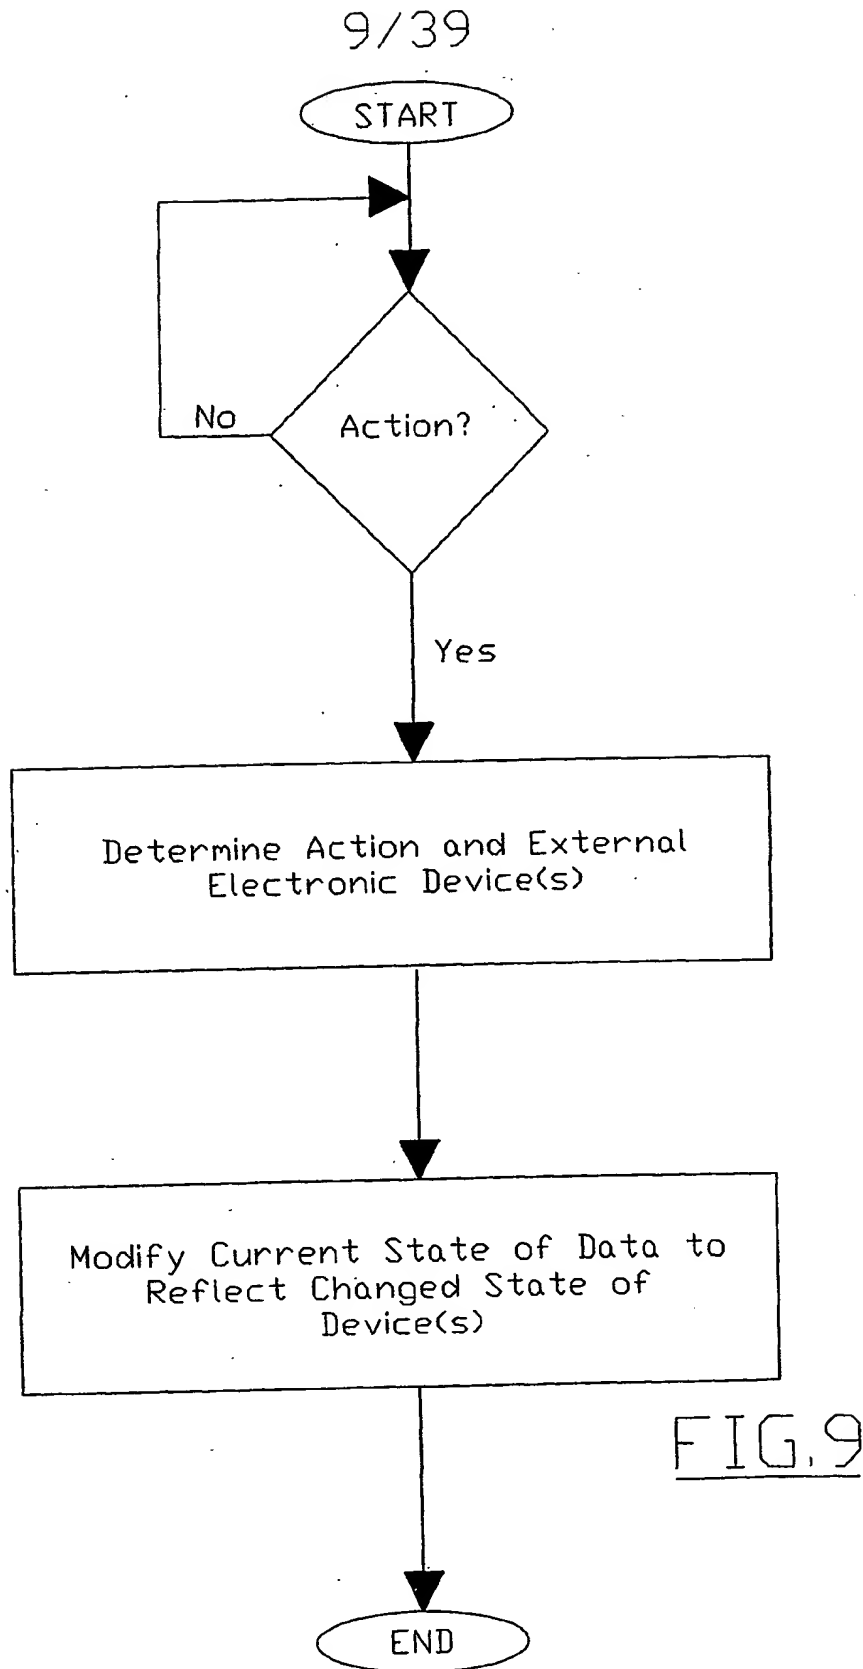 9/39
START
Action?
No
Yes
Determine Action and External
Electronic Device(s)
Modify Current State of Data to
Reflect Changed State of
Device(s)
FIG.9
END